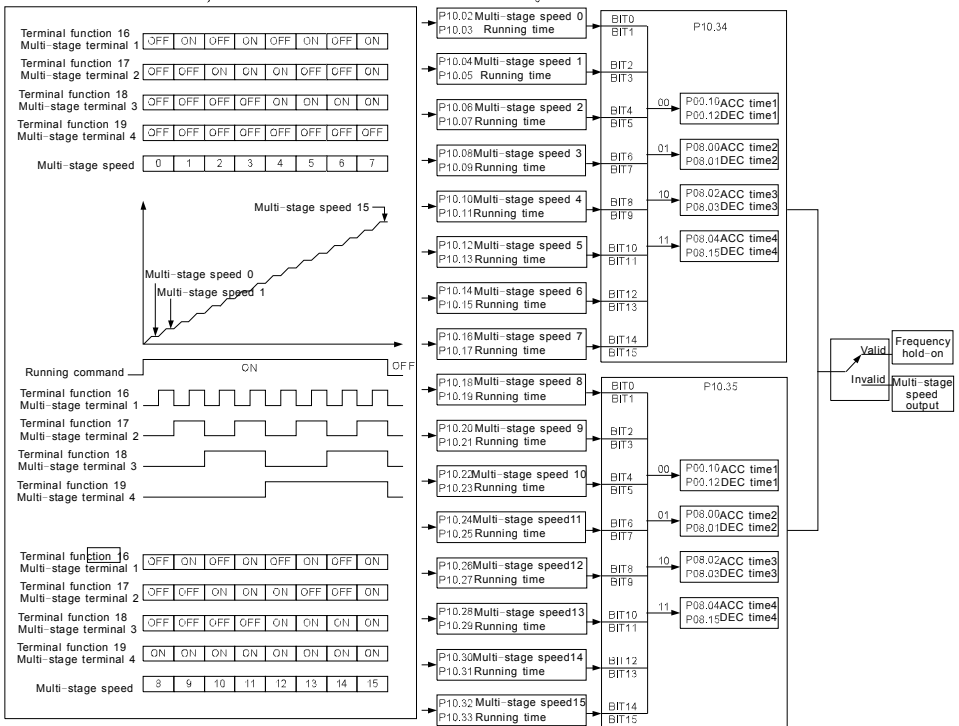 Terminal function 16
Multi-stage terminal 1 OFF ON OFF ON OFF ON OFF ON
Terminal function 17
Multi-stage terminal 2 OFF OFF ON ON OFF OFF ON ON
Terminal function 18
Multi-stage terminal 3 OFF OFF OFF OFF ON ON ON ON
Terminal function 19
Multi-stage terminal 4 OFF OFF OFF OFF OFF OFF OFF OFF
Multi-stage speed 0 1 2 3 4 5 6 7
Multi-stage speed 15
Multi-stage speed 0
Multi-stage speed 1
Running command ON OFF
Terminal function 16
Multi-stage terminal 1
Terminal function 17
Multi-stage terminal 2
Terminal function 18
Multi-stage terminal 3
Terminal function 19
Multi-stage terminal 4
Terminal function 16
Multi-stage terminal 1 OFF ON OFF ON OFF ON OFF ON
Terminal function 17
Multi-stage terminal 2 OFF OFF ON ON OFF OFF ON
Terminal function 18
Multi-stage terminal 3 OFF OFF OFF OFF ON ON ON ON
Terminal function 19
Multi-stage terminal 4 ON ON ON ON ON ON ON ON
Multi-stage speed 8 9 10 11 12 13 14 15
P10.02 Multi-stage speed 0
P10.03 Running time
P10.04 Multi-stage speed 1
P10.05 Running time
P10.06 Multi-stage speed 2
P10.07 Running time
P10.08 Multi-stage speed 3
P10.09 Running time
P10.10 Multi-stage speed 4
P10.11 Running time
P10.12 Multi-stage speed 5
P10.13 Running time
P10.14 Multi-stage speed 6
P10.15 Running time
P10.16 Multi-stage speed 7
P10.17 Running time
P10.18 Multi-stage speed 8
P10.19 Running time
P10.20 Multi-stage speed 9
P10.21 Running time
P10.22 Multi-stage speed 10
P10.23 Running time
P10.24 Multi-stage speed11
P10.25 Running time
P10.26 Multi-stage speed12
P10.27 Running time
P10.28 Multi-stage speed13
P10.29 Running time
P10.30 Multi-stage speed14
P10.31 Running time
P10.32 Multi-stage speed15
P10.33 Running time
P10.34
BIT0
BIT1
BIT2
BIT3
BIT4
BIT5
BIT6
BIT7
BIT8
BIT9
BIT10
BIT11
BIT12
BIT13
BIT14
BIT15
00
P00.10 ACC time1
P00.12 DEC time1
01
P08.00 ACC time2
P08.01 DEC time2
10
P08.02 ACC time3
P08.03 DEC time3
11
P08.04 ACC time4
P08.15 DEC time4
P10.35
BIT0
BIT1
BIT2
BIT3
BIT4
BIT5
BIT6
BIT7
BIT8
BIT9
BIT10
BIT11
BIT12
BIT13
BIT14
BIT15
00
P00.10 ACC time1
P00.12 DEC time1
01
P08.00 ACC time2
P08.01 DEC time2
10
P08.02 ACC time3
P08.03 DEC time3
11
P08.04 ACC time4
P08.15 DEC time4
Valid
Frequency
hold-on
Invalid
Multi-stage
speed
output